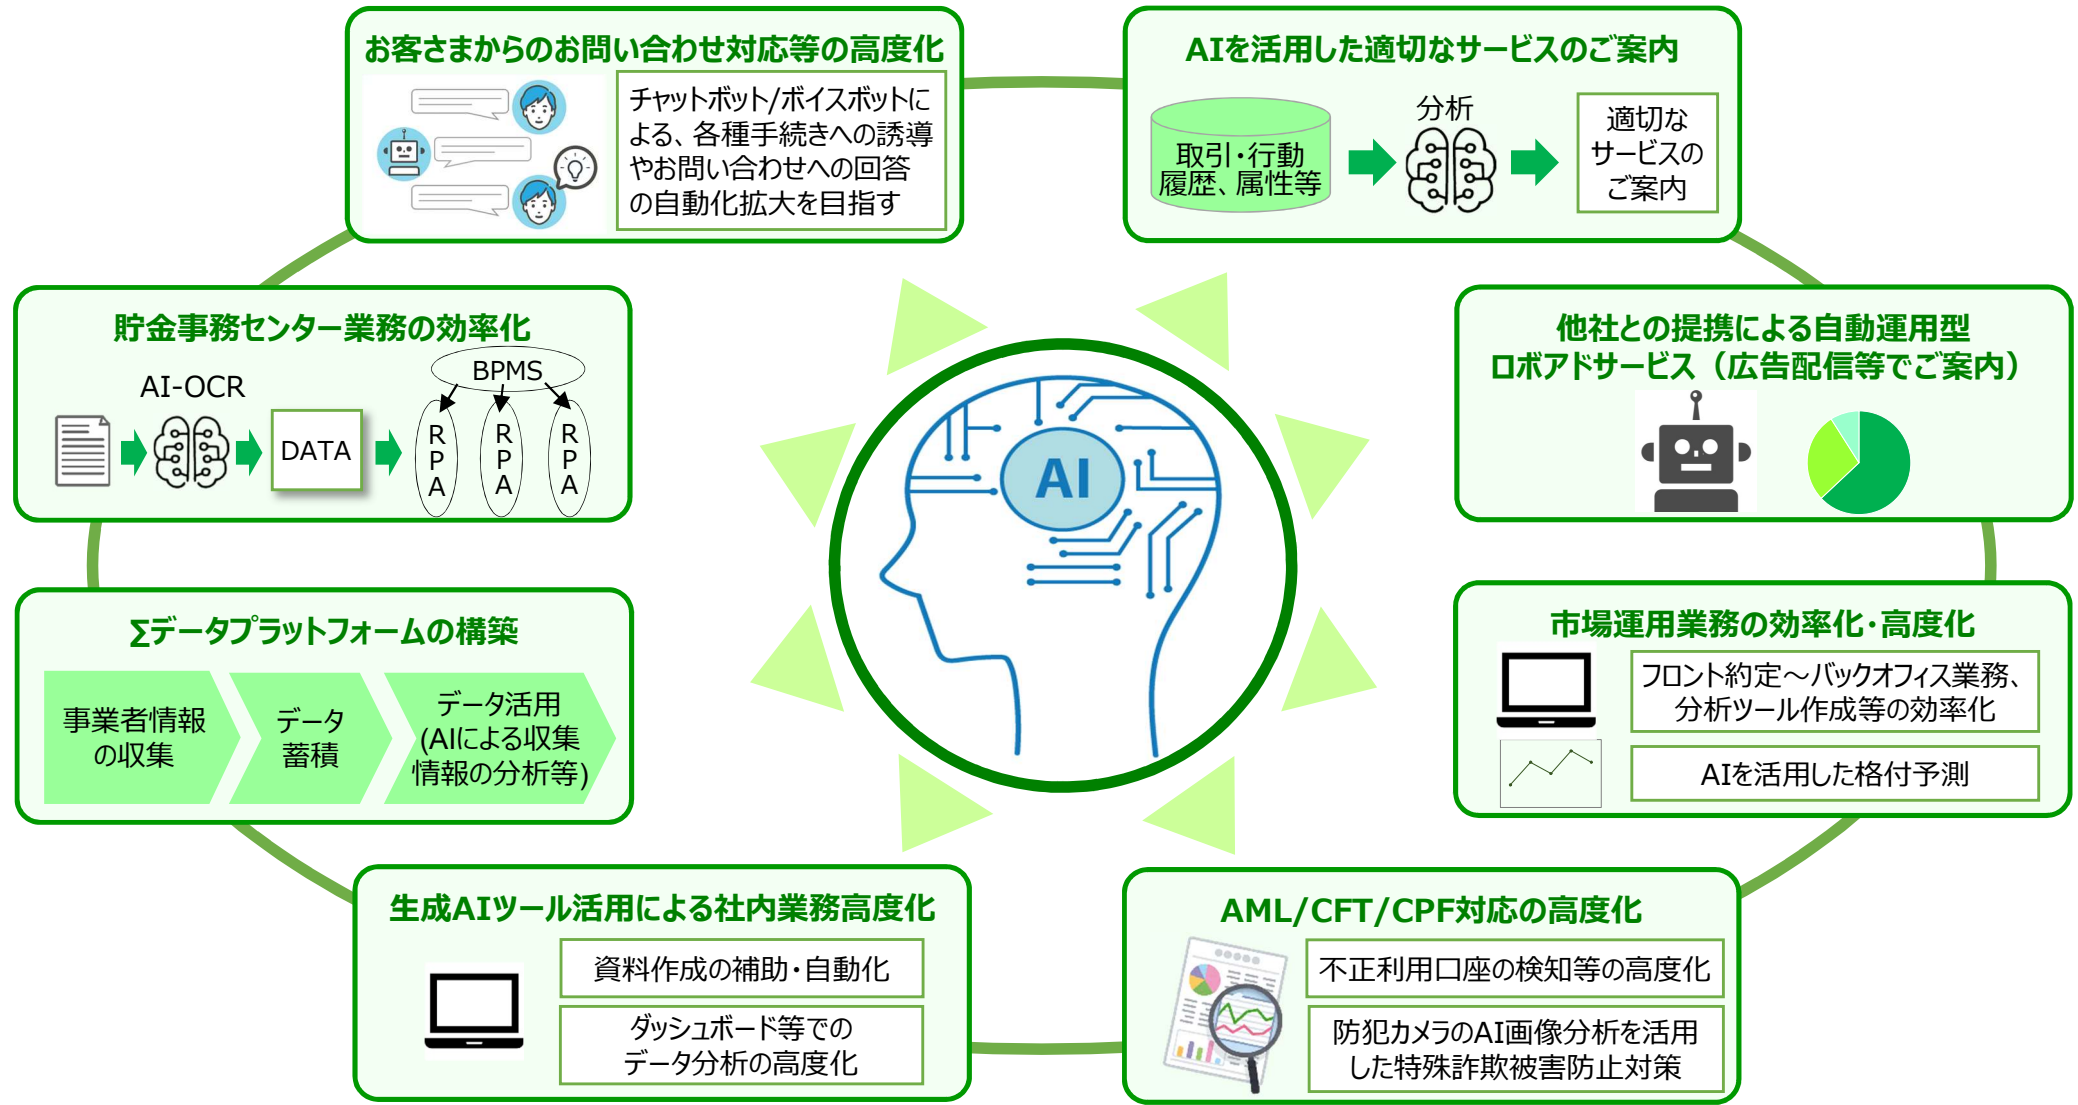 お客さまからのお問い合わせ対応等の高度化
チャットボット/ボイスボットに
よる、各種手続きへの誘導
やお問い合わせへの回答
の自動化拡大を目指す
AIを活用した適切なサービスのご案内
取引・行動
履歴、属性等
分析
適切な
サービスの
ご案内
貯金事務センター業務の効率化
AI-OCR
DATA
BPMS
RPA
RPA
RPA
他社との提携による自動運用型
ロボアドサービス（広告配信等でご案内）
AI
∑データプラットフォームの構築
事業者情報
の収集
データ
蓄積
データ活用
(AIによる収集
情報の分析等)
市場運用業務の効率化・高度化
フロント約定～バックオフィス業務、
分析ツール作成等の効率化
AIを活用した格付予測
生成AIツール活用による社内業務高度化
資料作成の補助・自動化
ダッシュボード等での
データ分析の高度化
AML/CFT/CPF対応の高度化
不正利用口座の検知等の高度化
防犯カメラのAI画像分析を活用
した特殊詐欺被害防止対策